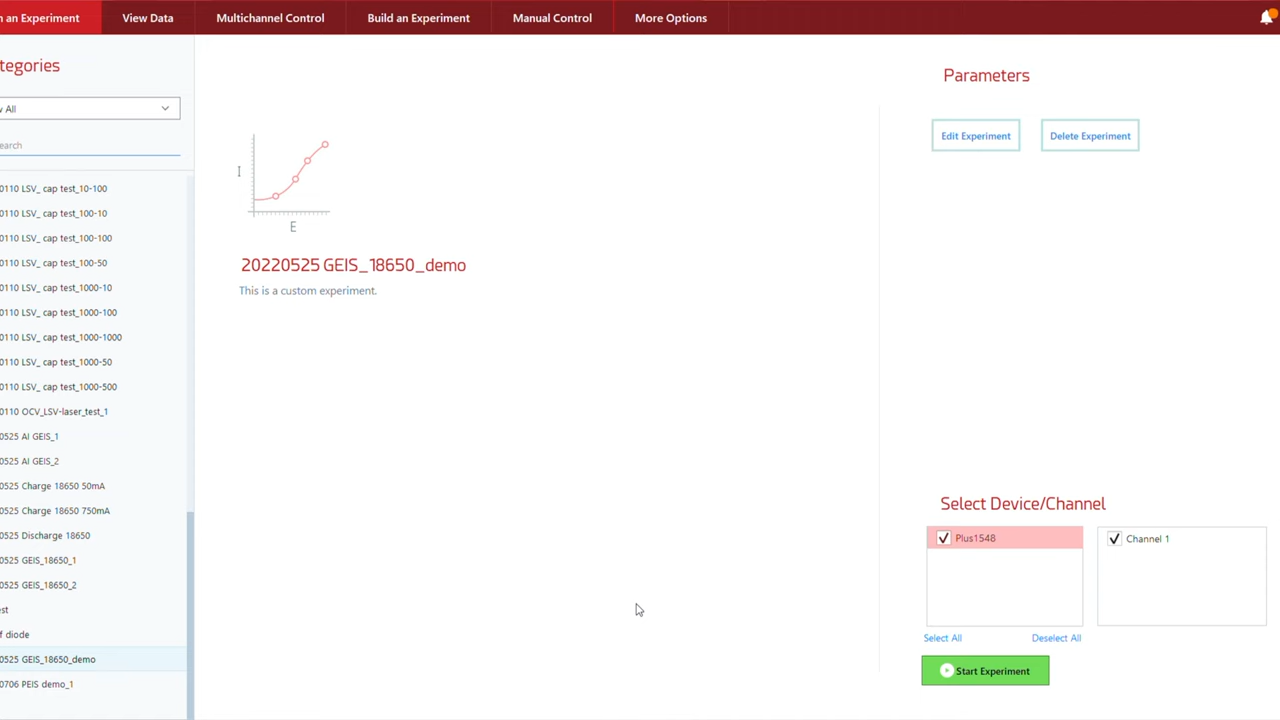 n an Experiment
View Data
Multichannel Control
Build an Experiment
Manual Control
More Options
tegories
v All
earch
0110 LSV_ cap test_10-100
0110 LSV_ cap test_100-10
0110 LSV_ cap test_100-100
0110 LSV_ cap test_100-50
0110 LSV_ cap test_1000-10
0110 LSV_ cap test_1000-100
0110 LSV_ cap test_1000-1000
0110 LSV_ cap test_1000-50
0110 LSV_ cap test_1000-500
0110 OCV_LSV-laser_test_1
0525 AI GEIS_1
0525 AI GEIS_2
0525 Charge 18650 50mA
0525 Charge 18650 750mA
0525 Discharge 18650
0525 GEIS_18650_1
0525 GEIS_18650_2
est
f diode
0525 GEIS_18650_demo
0706 PEIS demo_1
I
E
20220525 GEIS_18650_demo
This is a custom experiment.
Parameters
Edit Experiment
Delete Experiment
Select Device/Channel
Plus1548
Channel 1
Select All
Deselect All
Start Experiment